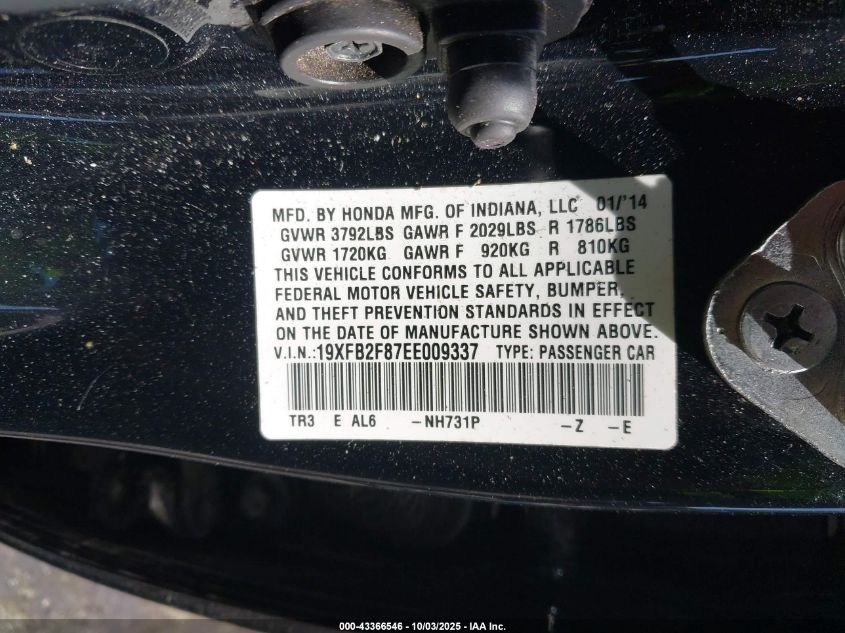 MFD. BY HONDA MFG. OF INDIANA, LLC 01/'14
GVWR 3792LBS GAWR F 2029LBS R 1786LBS
GVWR 1720KG GAWR F 920KG R 810KG
THIS VEHICLE CONFORMS TO ALL APPLICABLE
FEDERAL MOTOR VEHICLE SAFETY, BUMPER,
AND THEFT PREVENTION STANDARDS IN EFFECT
ON THE DATE OF MANUFACTURE SHOWN ABOVE.
V.I.N.:19XFB2F87EE009337 TYPE: PASSENGER CAR
TR3 E AL6 -NH731P -Z -E
000-43366546 - 10/03/2025 - IAA Inc.